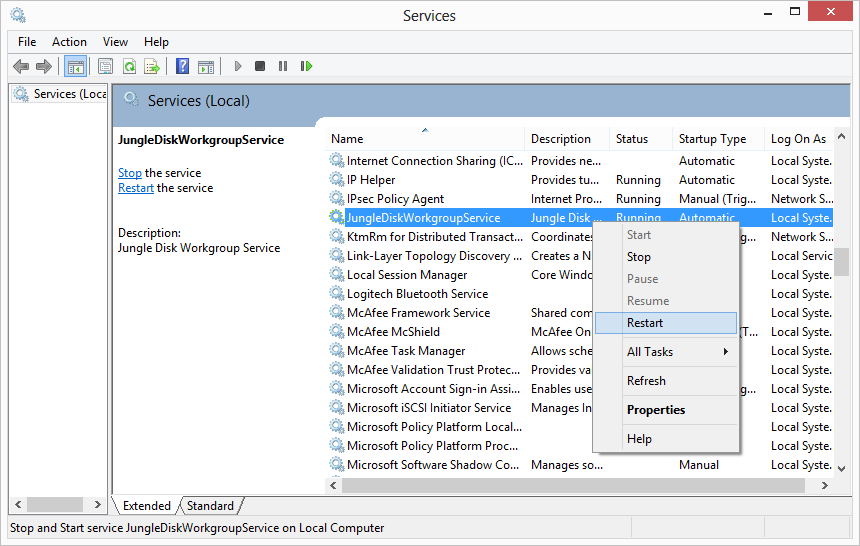 Services
File Action View Help
Services (Loca
Services (Local)
JungleDiskWorkgroupService
Stop the service
Restart the service
Description:
Jungle Disk Workgroup Service
Name Description Status Startup Type Log On As
Internet Connection Sharing (IC... Provides ne... Automatic Local Syste...
IP Helper Provides tu... Running Automatic Local Syste...
IPsec Policy Agent Internet Pro... Running Manual (Trig... Network S...
JungleDiskWorkgroupService Jungle Disk ... Running Automatic Local Syste...
KtmRm for Distributed Transact... Coordinates g... Network S...
Link-Layer Topology Discovery ... Creates a N Local Servic
Local Session Manager Core Windo Local Syste.
Logitech Bluetooth Service Local Syste.
McAfee Framework Service Shared com Local Syste.
McAfee McShield McAfee On (T... Local Syste.
McAfee Task Manager Allows sche Local Syste.
McAfee Validation Trust Protec... Provides va Local Syste.
Microsoft Account Sign-in Assi... Enables use g... Local Syste.
Microsoft iSCSI Initiator Service Manages In Local Syste.
Microsoft Policy Platform Local... Local Syste.
Microsoft Policy Platform Proc... Local Syste.
Microsoft Software Shadow Co... Manages so... Manual Local Syste.
Start
Stop
Pause
Resume
Restart
All Tasks
Refresh
Properties
Help
Extended Standard
Stop and Start service JungleDiskWorkgroupService on Local Computer